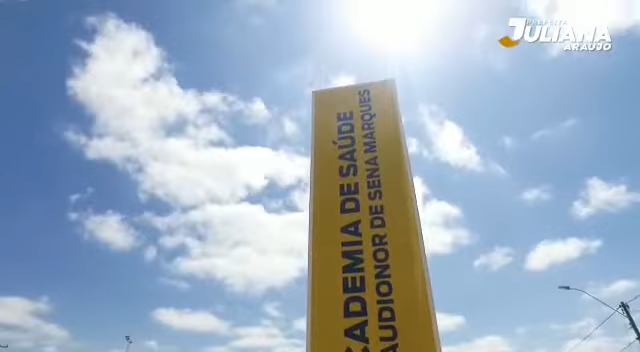 PREFEITA
JULIANA
ARAÚJO
CADEMIA DE SAÚDE
AUDIONOR DE SENA MARQUES